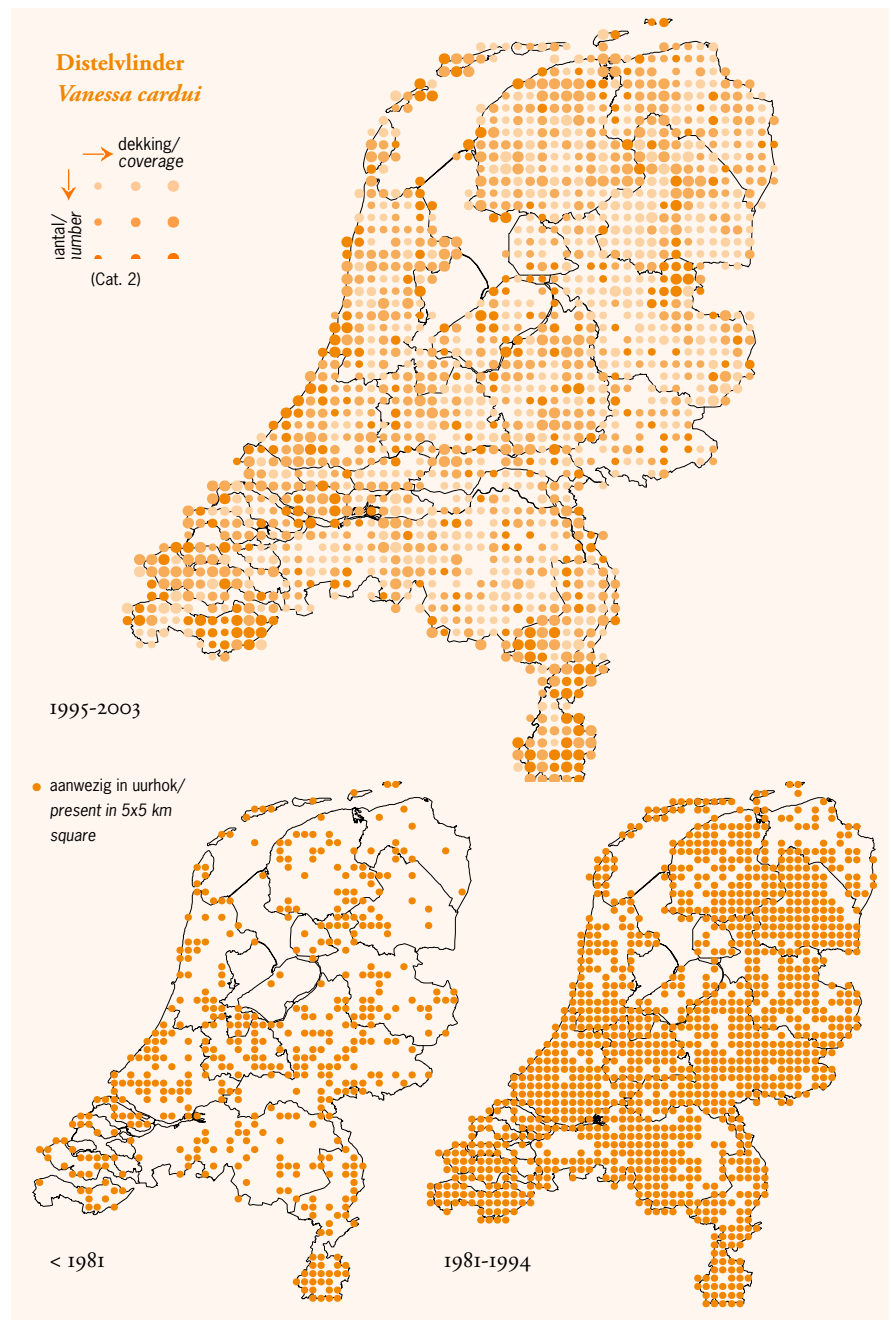 Distelvlinder
Vanessa cardui
dekking/
coverage
antal/
umber
(Cat. 2)
1995-2003
aanwezig in uurhok/
present in 5x5 km
square
< 1981
1981-1994